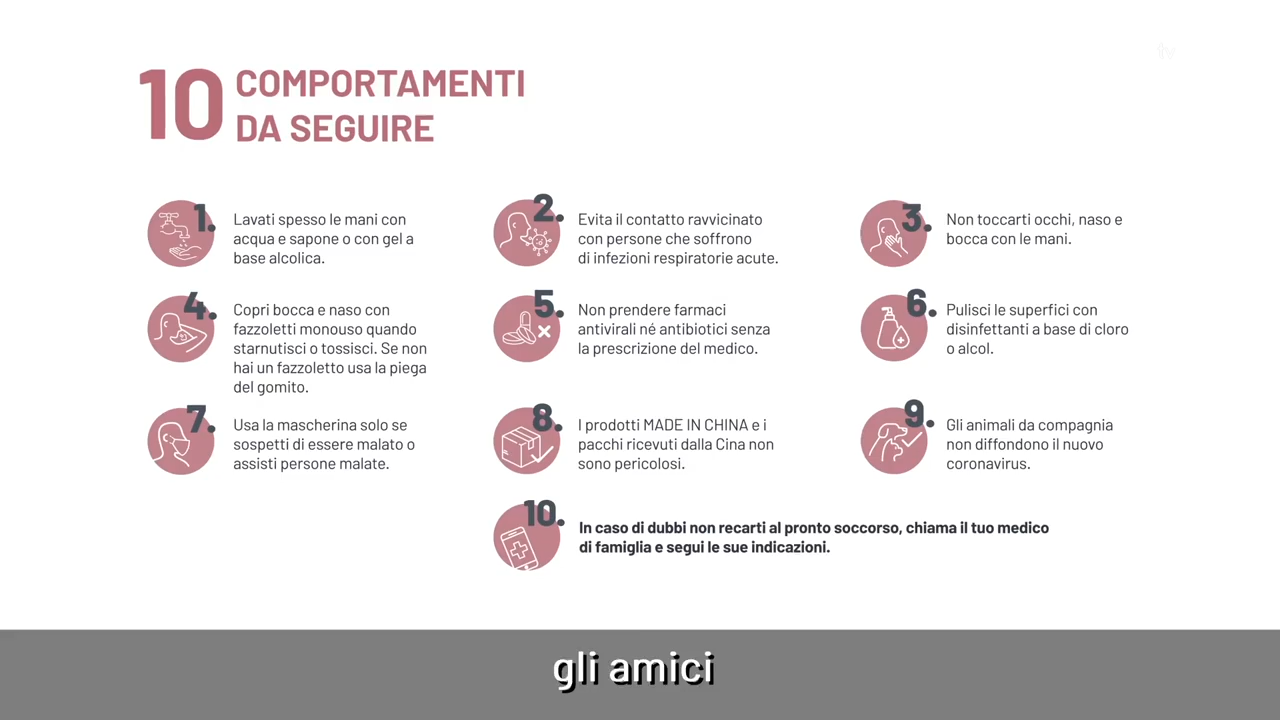 10 COMPORTAMENTI
DA SEGUIRE
1.
Lavati spesso le mani con
acqua e sapone o con gel a
base alcolica.
2.
Evita il contatto ravvicinato
con persone che soffrono
di infezioni respiratorie acute.
3.
Non toccarti occhi, naso e
bocca con le mani.
4.
Copri bocca e naso con
fazzoletti monouso quando
starnutisci o tossisci. Se non
hai un fazzoletto usa la piega
del gomito.
5.
Non prendere farmaci
antivirali né antibiotici senza
la prescrizione del medico.
6.
Pulisci le superfici con
disinfettanti a base di cloro
o alcol.
7.
Usa la mascherina solo se
sospetti di essere malato o
assisti persone malate.
8.
I prodotti MADE IN CHINA e i
pacchi ricevuti dalla Cina non
sono pericolosi.
9.
Gli animali da compagnia
non diffondono il nuovo
coronavirus.
10.
In caso di dubbi non recarti al pronto soccorso, chiama il tuo medico
di famiglia e segui le sue indicazioni.
gli amici